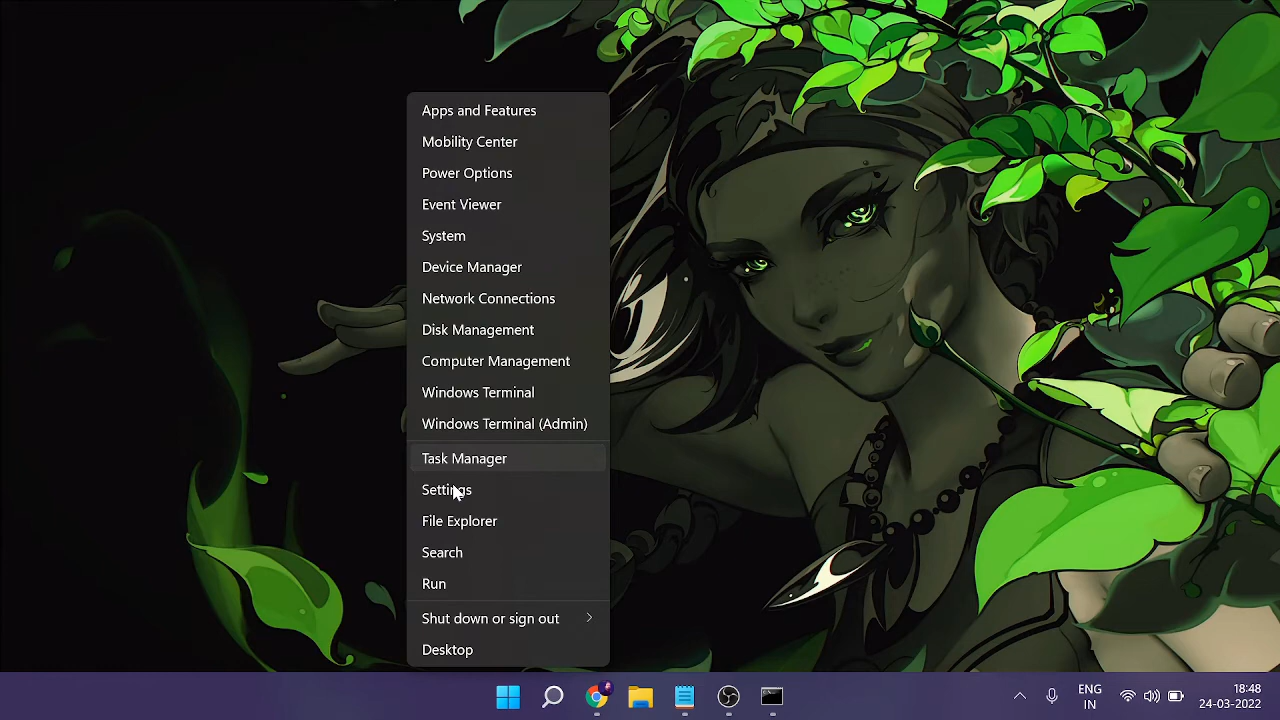 Apps and Features
Mobility Center
Power Options
Event Viewer
System
Device Manager
Network Connections
Disk Management
Computer Management
Windows Terminal
Windows Terminal (Admin)
Task Manager
Settings
File Explorer
Search
Run
Shut down or sign out
Desktop
ENG
IN
18:48
24-03-2022